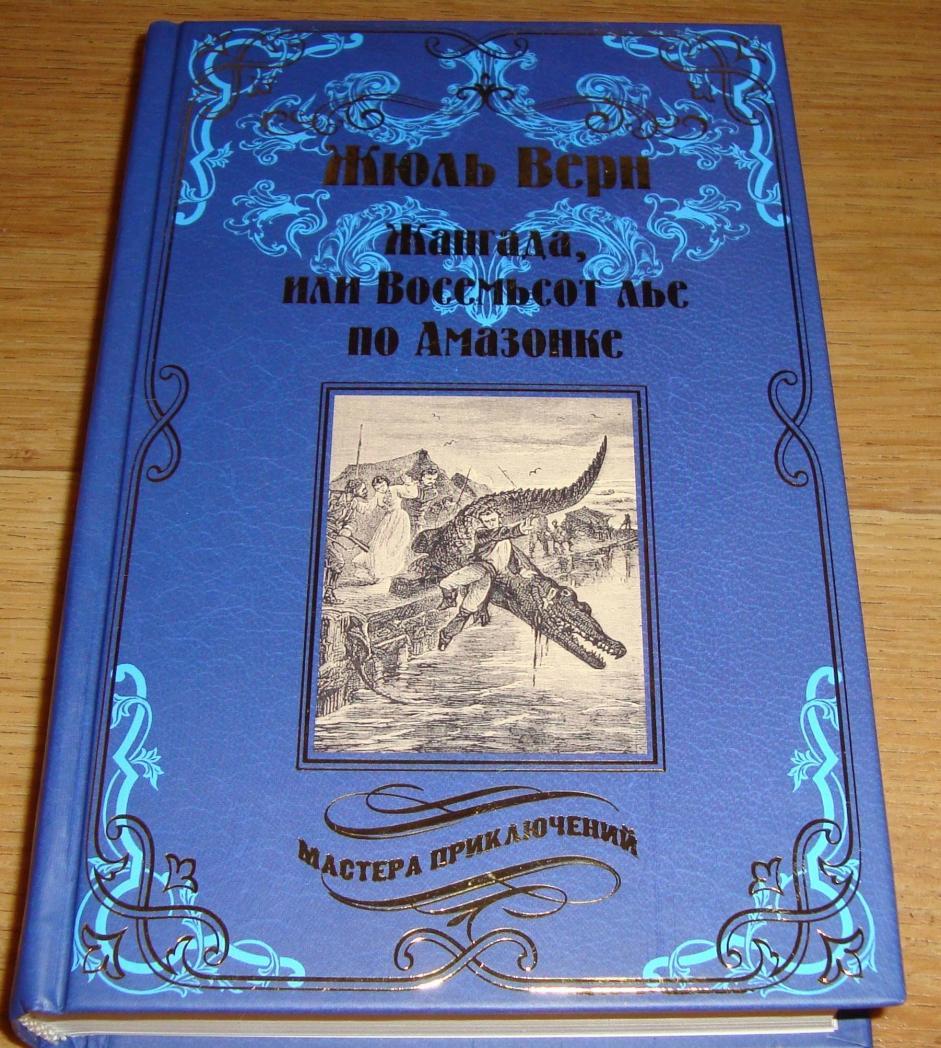 Жюль Верн
Жангада,
или Восемьсот лье
по Амазонке
МАСТЕРА ПРИКЛЮЧЕНИЙ